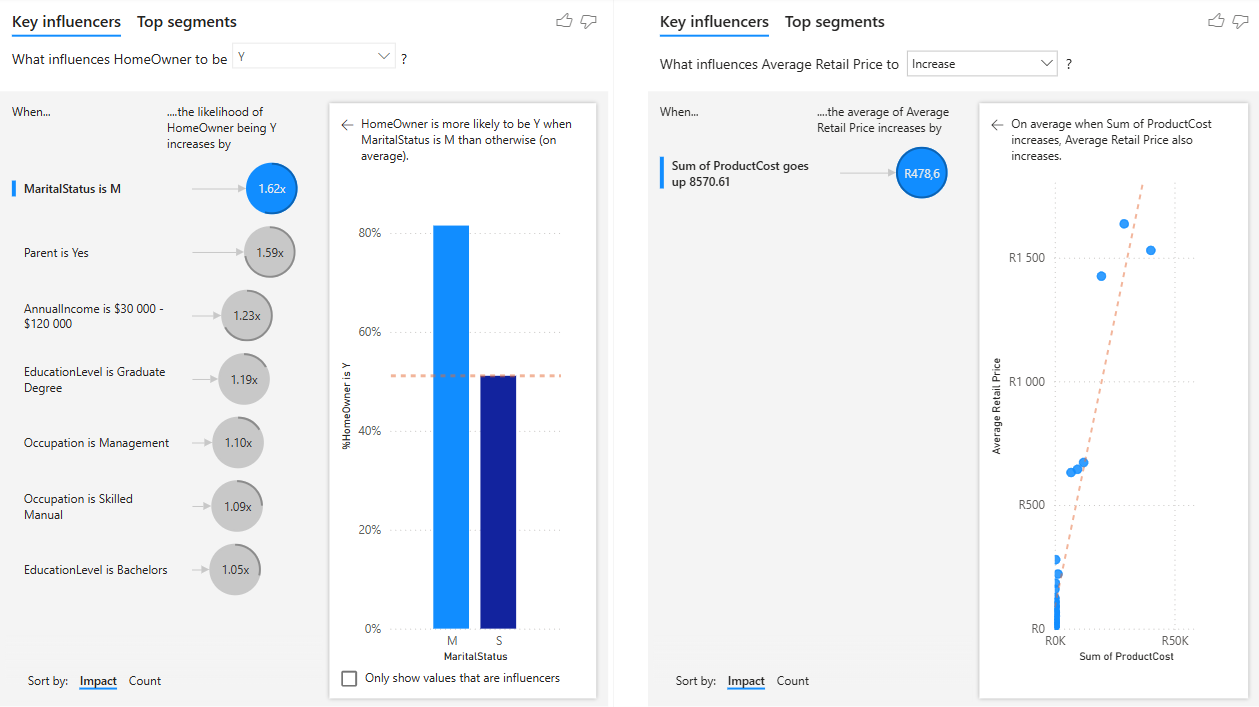 Key influencers Top segments
What influences HomeOwner to be Y ?
When...
....the likelihood of
HomeOwner being Y
increases by
MaritalStatus is M
1.62x
Parent is Yes
1.59x
AnnualIncome is $30 000 -
$120 000
1.23x
EducationLevel is Graduate
Degree
1.19x
Occupation is Management
1.10x
Occupation is Skilled
Manual
1.09x
EducationLevel is Bachelors
1.05x
Sort by: Impact Count
HomeOwner is more likely to be Y when
MaritalStatus is M than otherwise (on
average).
%HomeOwner is Y
80%
60%
40%
20%
0%
M S
MaritalStatus
Only show values that are influencers
Key influencers Top segments
What influences Average Retail Price to Increase ?
When...
....the average of Average
Retail Price increases by
Sum of ProductCost goes
up 8570.61
R478,6
Sort by: Impact Count
On average when Sum of ProductCost
increases, Average Retail Price also
increases.
Average Retail Price
R1 500
R1 000
R500
R0
R0K R50K
Sum of ProductCost